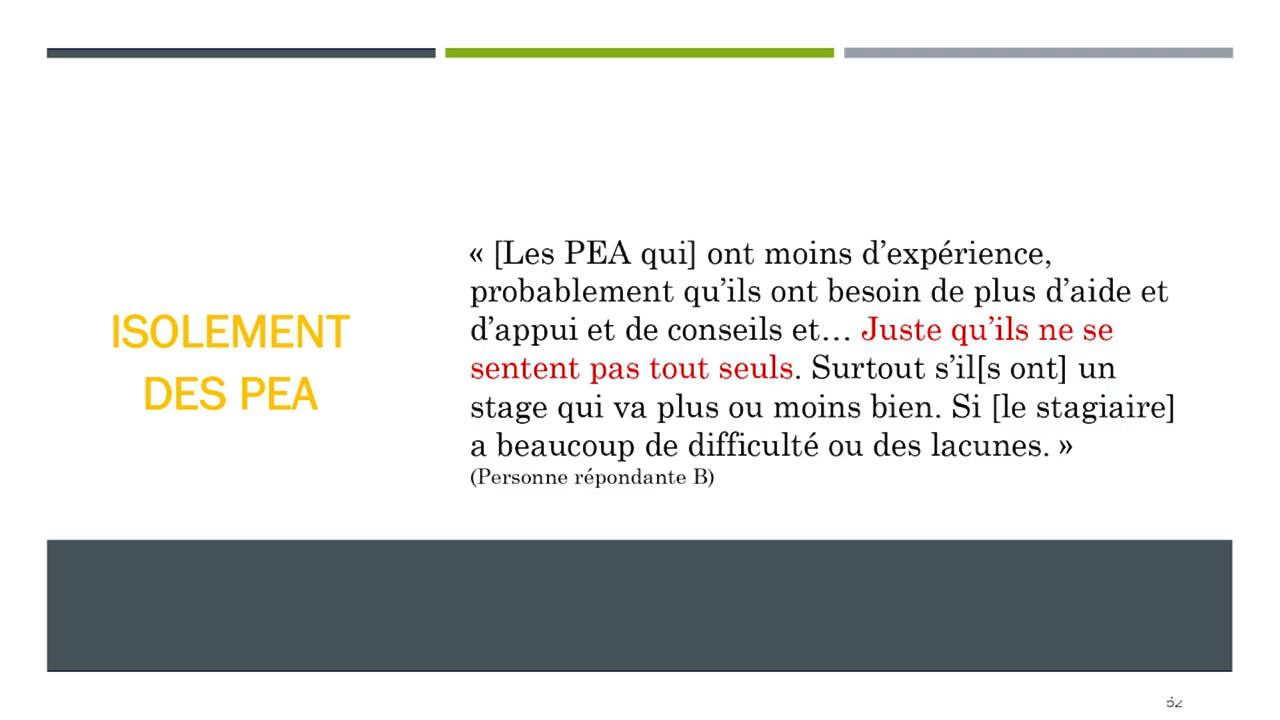 ISOLEMENT
DES PEA
« [Les PEA qui] ont moins d’expérience,
probablement qu’ils ont besoin de plus d’aide et
d’appui et de conseils et… Juste qu’ils ne se
sentent pas tout seuls. Surtout s’il[s ont] un
stage qui va plus ou moins bien. Si [le stagiaire]
a beaucoup de difficulté ou des lacunes. »
(Personne répondante B)
52